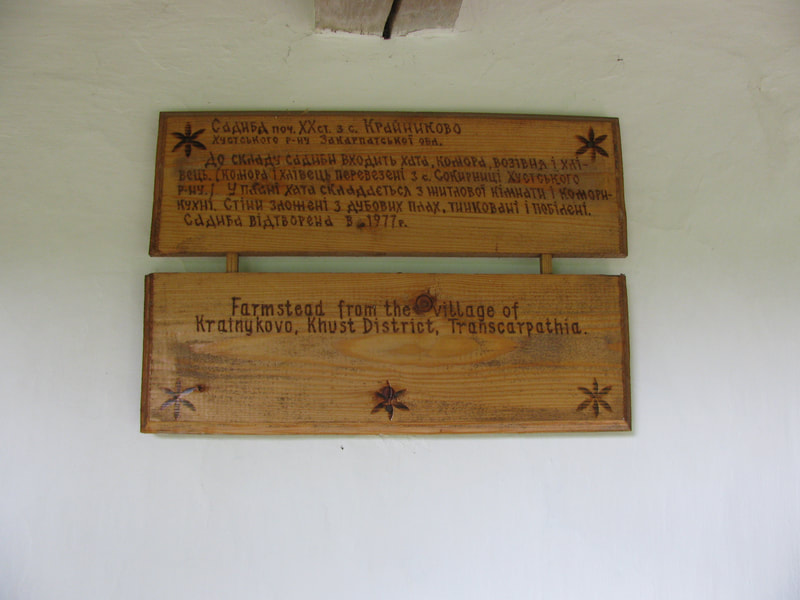 Садиба поч. XX ст. з с. Крайниково
Хустського р-ну Закарпатської обл.
До складу садиби входить хата, комора, возівня і хлі-
вець. (комора і хлівець перевезені з с. Сокирниці Хустського
р-ну.) У плані хата складається з житлової кімнати і комори-
кухні. Стіни зложені з дубових плах, тинковані і побілені.
Садиба відтворена в 1977 р.
Farmstead from the village of
Krainykovo, Khust District, Transcarpathia.